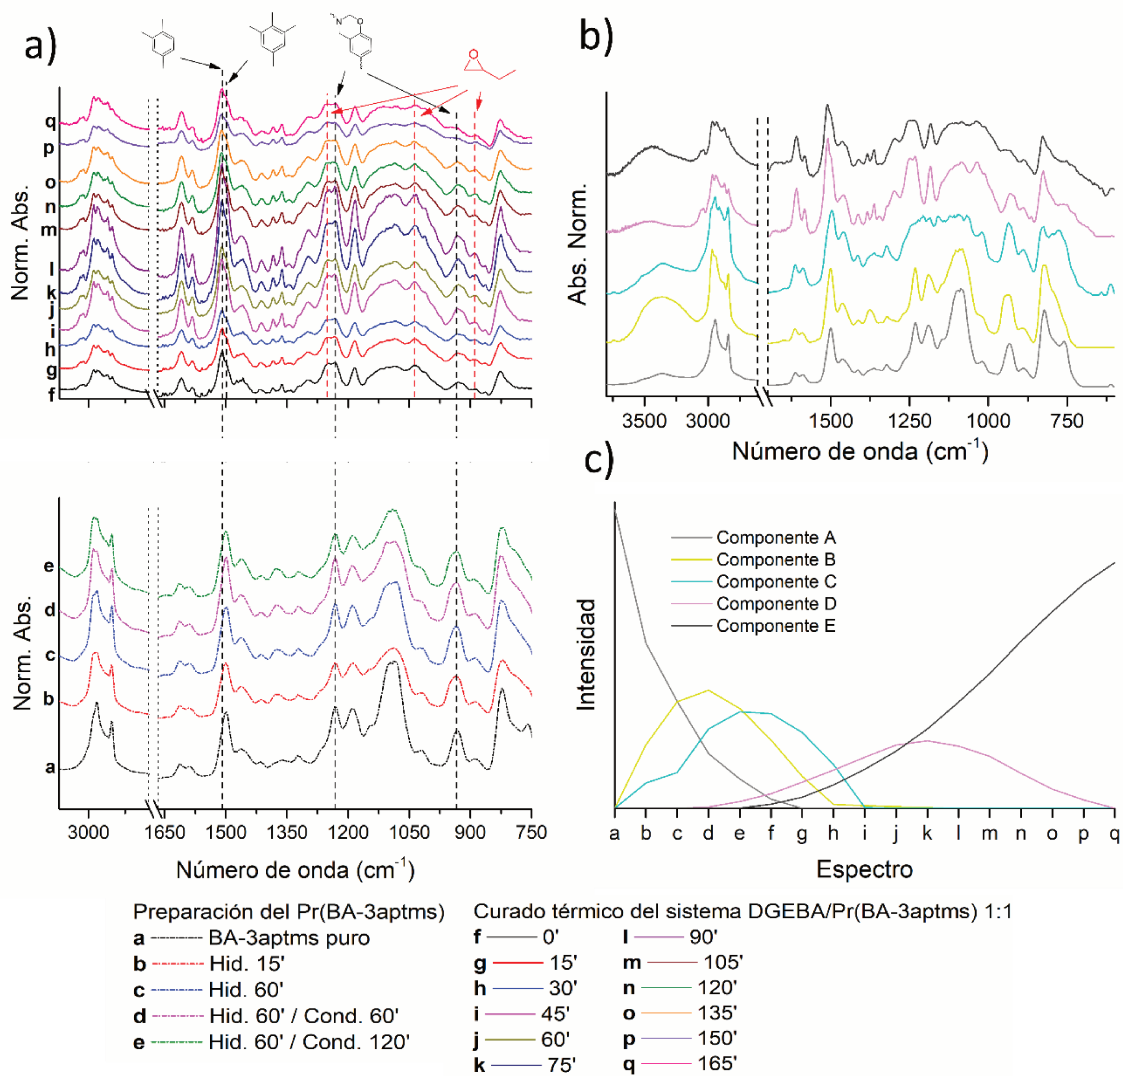 a)
N
O
O
q
p
o
n
m
l
k
j
i
h
g
f
Norm. Abs.
e
d
c
b
a
Norm. Abs.
3000 1650 1500 1350 1200 1050 900 750
Número de onda (cm-1)
b)
Abs. Norm.
3500 3000 1500 1250 1000 750
Número de onda (cm-1)
c)
Componente A
Componente B
Componente C
Componente D
Componente E
Intensidad
a b c d e f g h i j k l m n o p q
Espectro
Preparación del Pr(BA-3aptms)
a BA-3aptms puro
b Hid. 15'
c Hid. 60'
d Hid. 60' / Cond. 60'
e Hid. 60' / Cond. 120'
Curado térmico del sistema DGEBA/Pr(BA-3aptms) 1:1
f 0'
g 15'
h 30'
i 45'
j 60'
k 75'
l 90'
m 105'
n 120'
o 135'
p 150'
q 165'